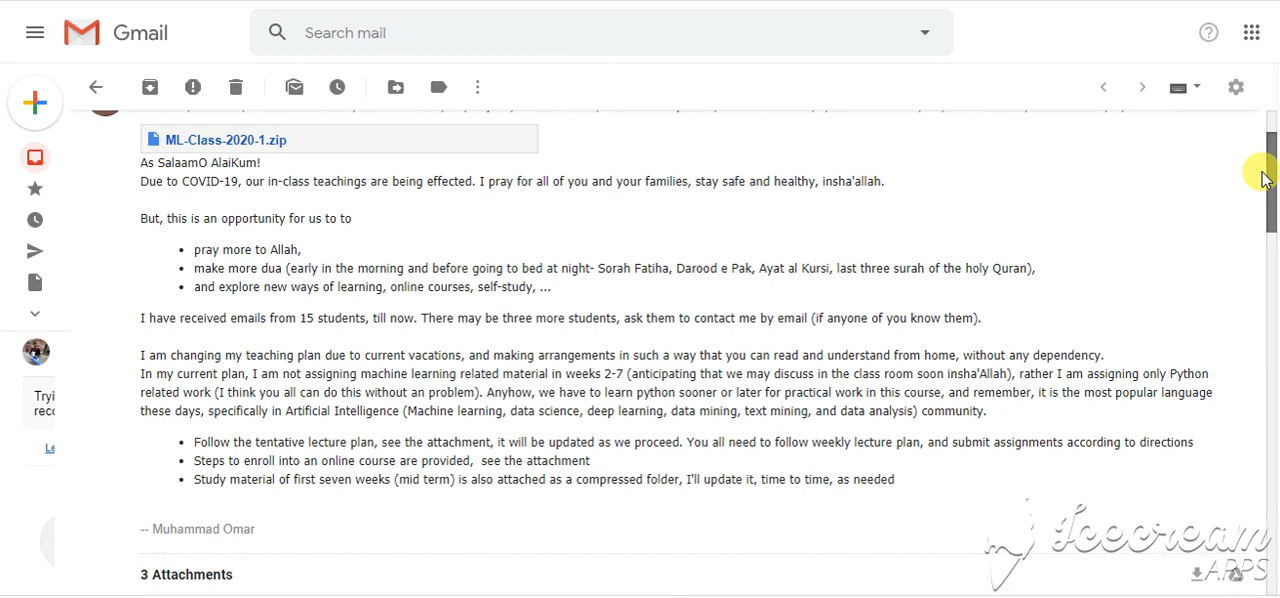 Gmail
Search mail
ML-Class-2020-1.zip
As SalaamO AlaiKum!
Due to COVID-19, our in-class teachings are being effected. I pray for all of you and your families, stay safe and healthy, insha'allah.
But, this is an opportunity for us to to
• pray more to Allah,
• make more dua (early in the morning and before going to bed at night- Sorah Fatiha, Darood e Pak, Ayat al Kursi, last three surah of the holy Quran),
• and explore new ways of learning, online courses, self-study, ...
I have received emails from 15 students, till now. There may be three more students, ask them to contact me by email (if anyone of you know them).
I am changing my teaching plan due to current vacations, and making arrangements in such a way that you can read and understand from home, without any dependency.
In my current plan, I am not assigning machine learning related material in weeks 2-7 (anticipating that we may discuss in the class room soon insha'Allah), rather I am assigning only Python
related work (I think you all can do this without an problem). Anyhow, we have to learn python sooner or later for practical work in this course, and remember, it is the most popular language
these days, specifically in Artificial Intelligence (Machine learning, data science, deep learning, data mining, text mining, and data analysis) community.
• Follow the tentative lecture plan, see the attachment, it will be updated as we proceed. You all need to follow weekly lecture plan, and submit assignments according to directions
• Steps to enroll into an online course are provided, see the attachment
• Study material of first seven weeks (mid term) is also attached as a compressed folder, I'll update it, time to time, as needed
-- Muhammad Omar
3 Attachments
Tryi
reco
Le
Icecream
APPS